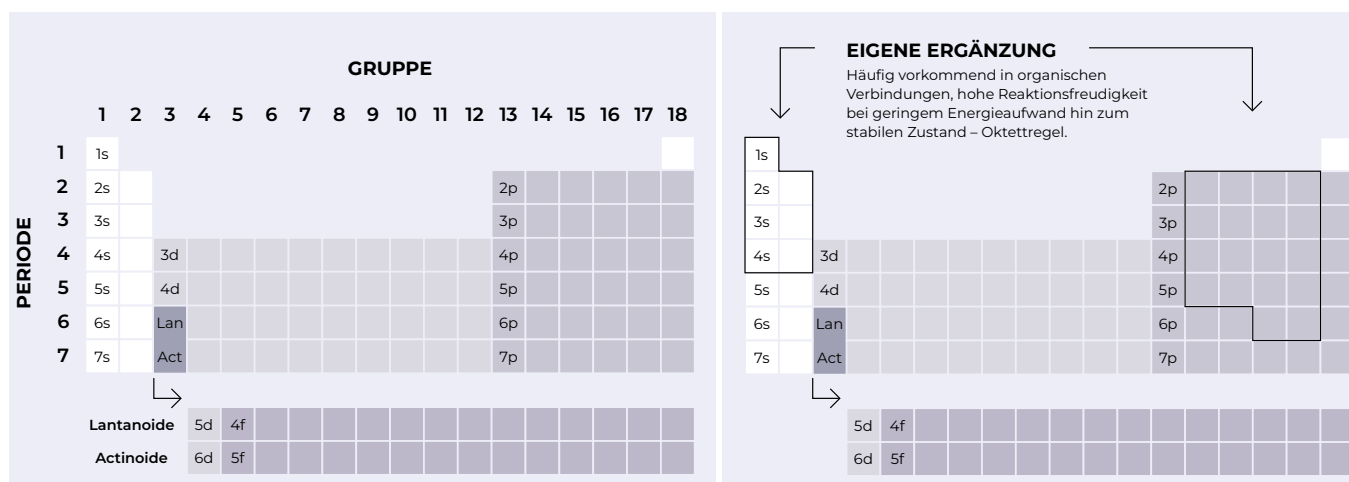 GRUPPE
1 2 3 4 5 6 7 8 9 10 11 12 13 14 15 16 17 18
PERIODE
1 1s
2 2s 2p
3 3s 3p
4 4s 3d 4p
5 5s 4d 5p
6 6s Lan 6p
7 7s Act 7p
Lantanoide 5d 4f
Actinoide 6d 5f
EIGENE ERGÄNZUNG
Häufig vorkommend in organischen
Verbindungen, hohe Reaktionsfreudigkeit
bei geringem Energieaufwand hin zum
stabilen Zustand – Oktettregel.
1s
2s 2p
3s 3p
4s 3d 4p
5s 4d 5p
6s Lan 6p
7s Act 7p
5d 4f
6d 5f